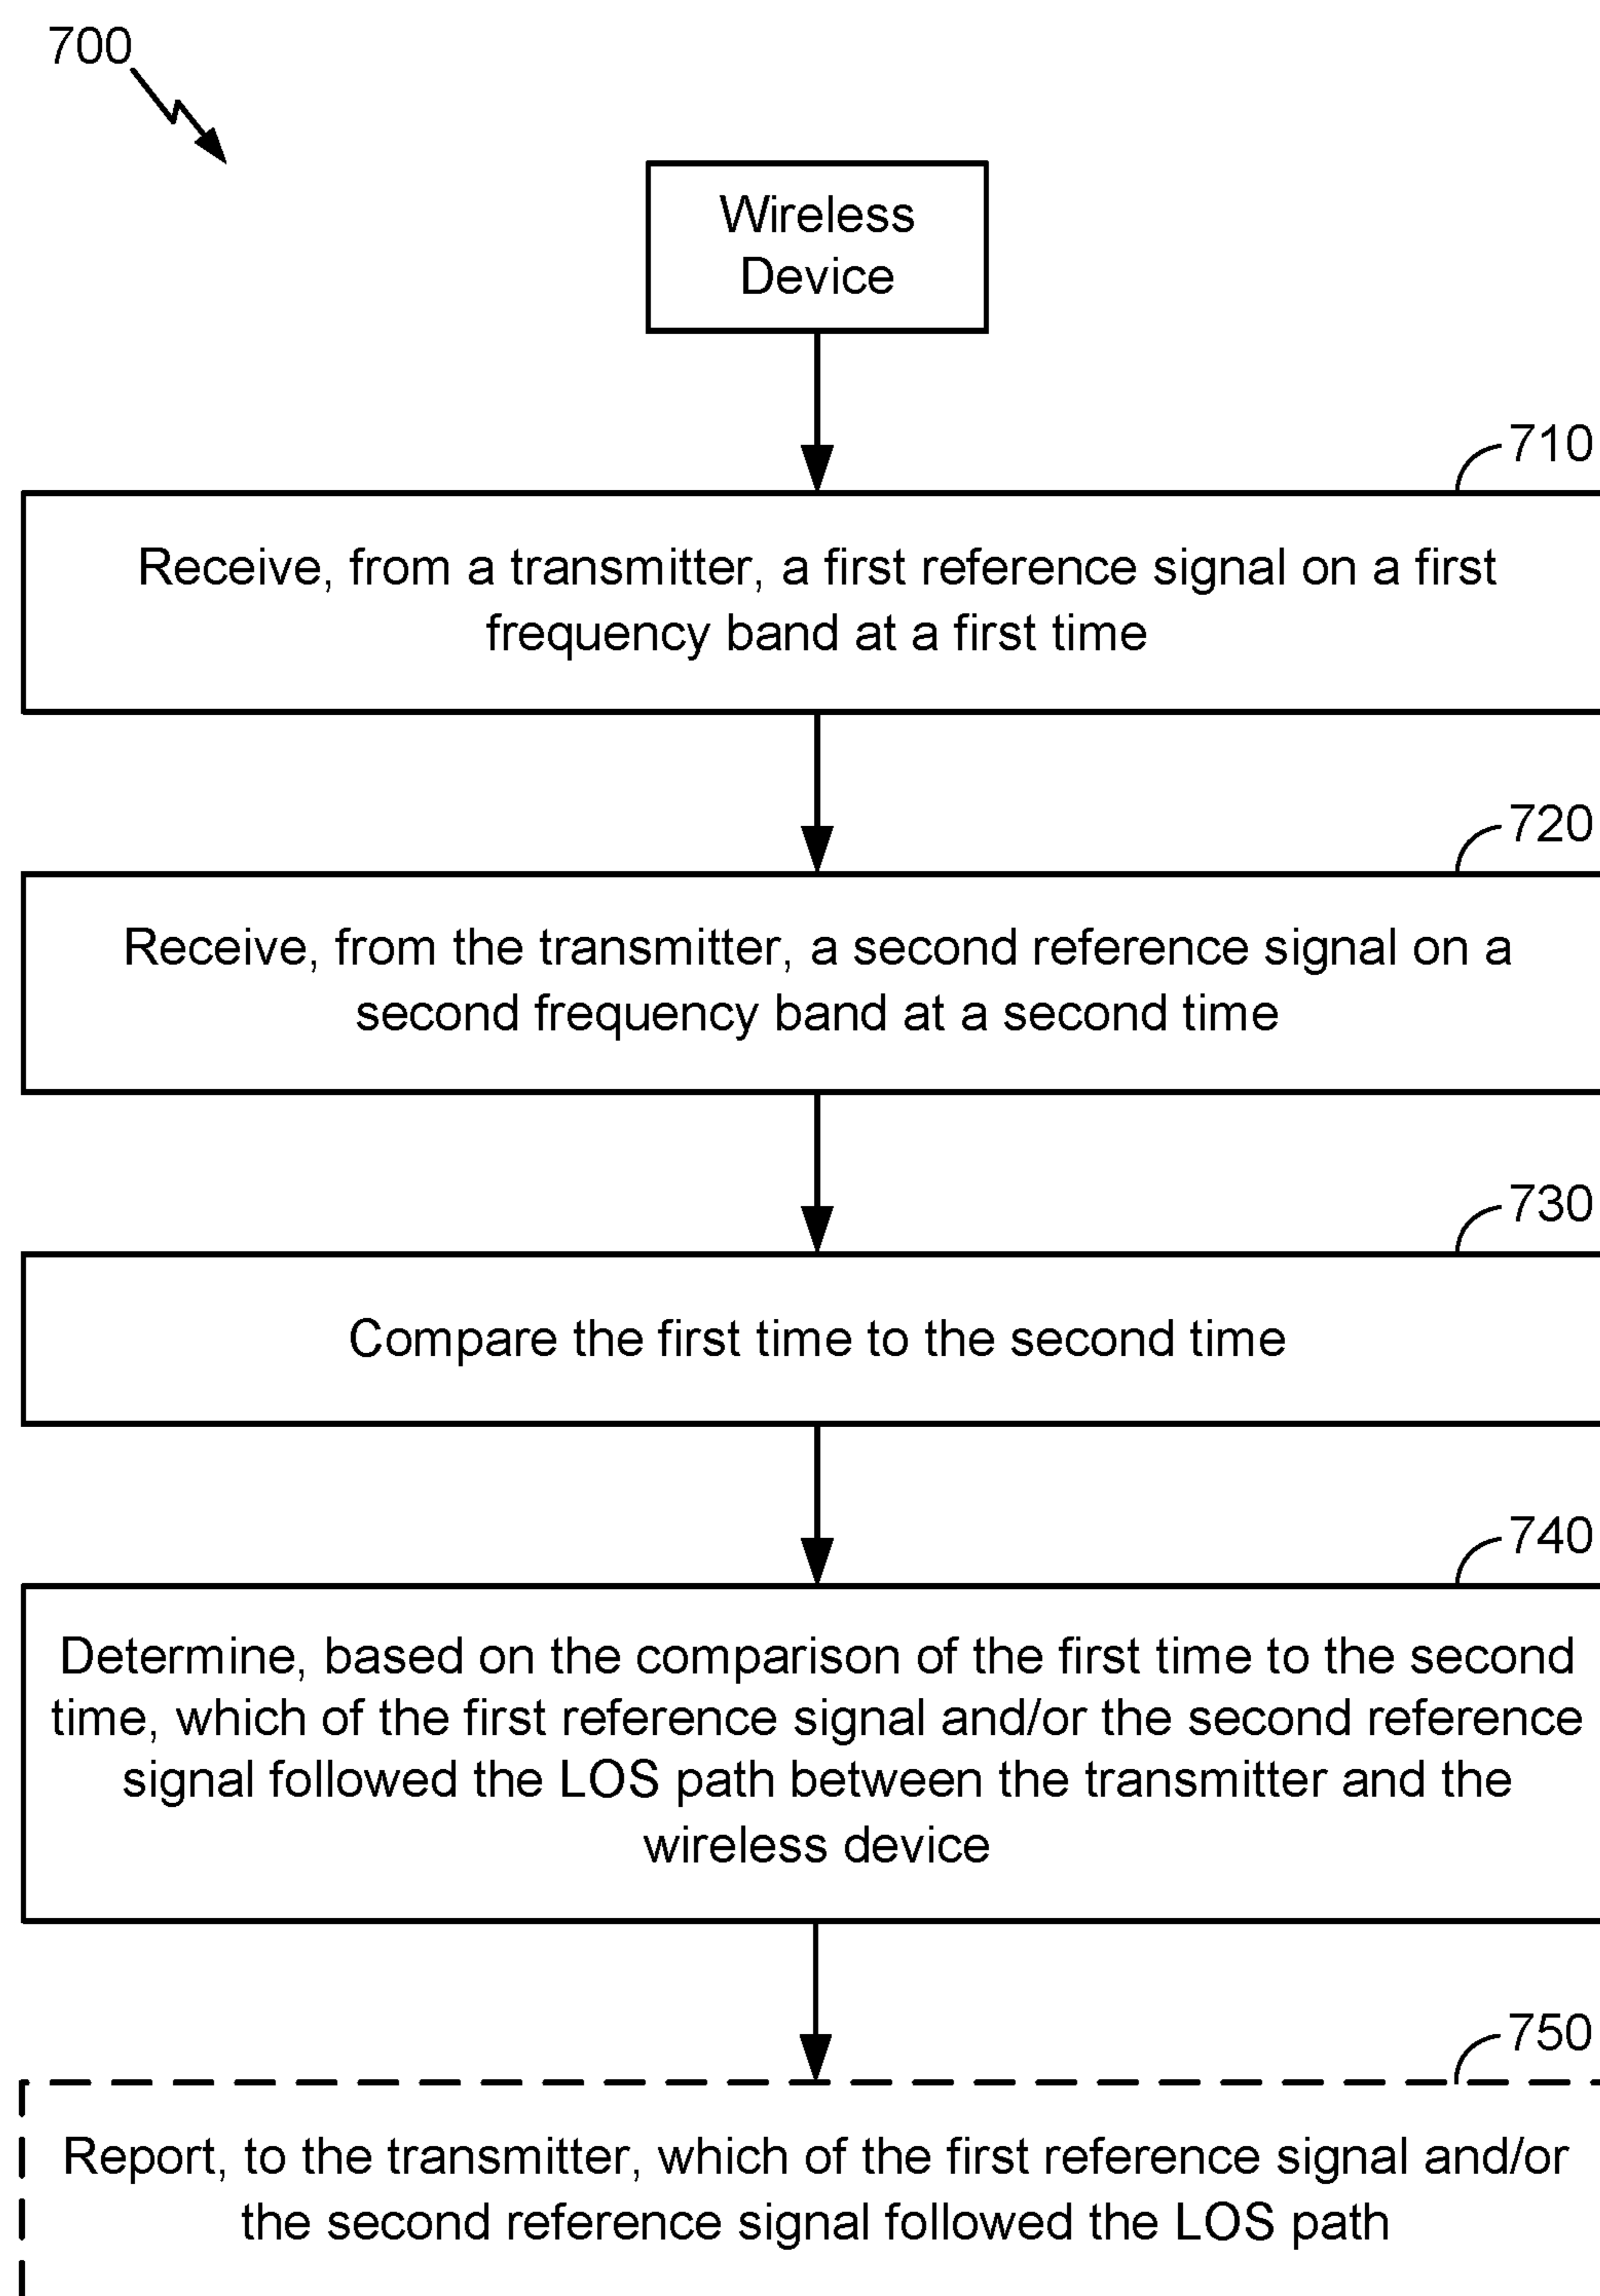 700
Wireless
Device
710
Receive, from a transmitter, a first reference signal on a first
frequency band at a first time
720
Receive, from the transmitter, a second reference signal on a
second frequency band at a second time
730
Compare the first time to the second time
740
Determine, based on the comparison of the first time to the second
time, which of the first reference signal and/or the second reference
signal followed the LOS path between the transmitter and the
wireless device
750
Report, to the transmitter, which of the first reference signal and/or
the second reference signal followed the LOS path